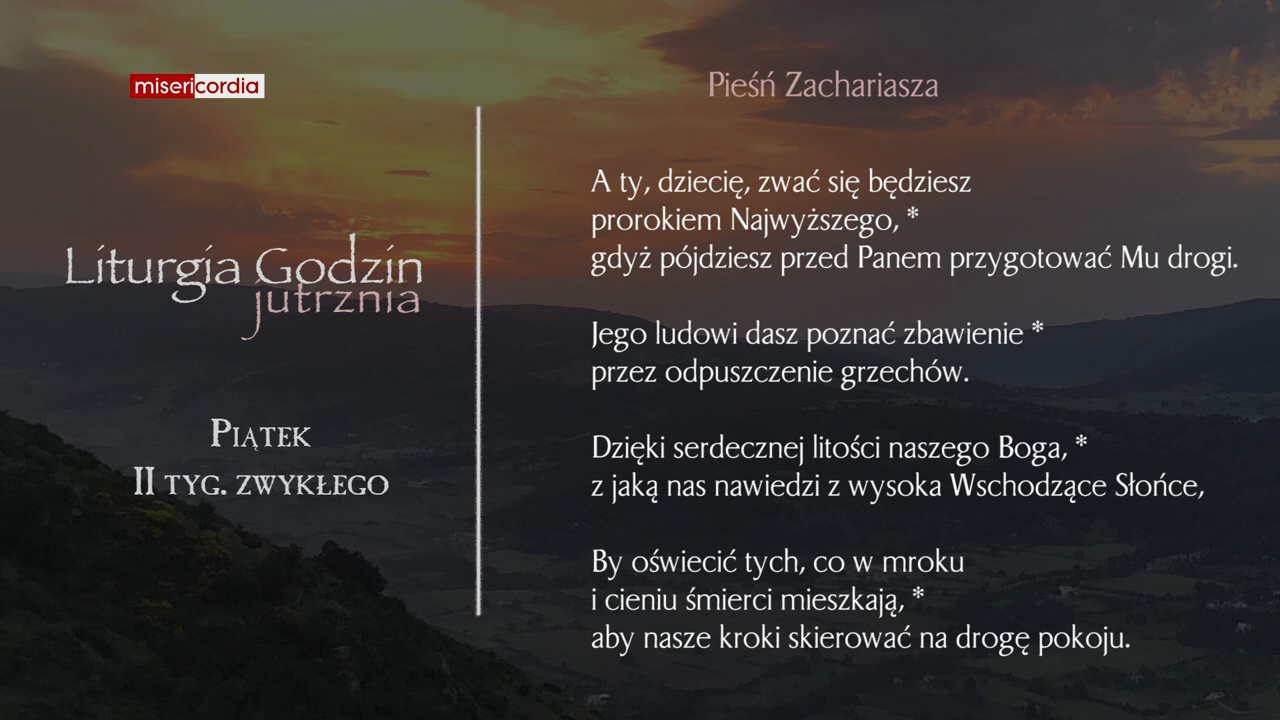 misericordia
Liturgia Godzin
jutrznia
Piątek
II tyg. zwykłego
Pieśń Zachariasza
A ty, dziecię, zwać się będziesz
prorokiem Najwyższego, *
gdyż pójdziesz przed Panem przygotować Mu drogi.
Jego ludowi dasz poznać zbawienie *
przez odpuszczenie grzechów.
Dzięki serdecznej litości naszego Boga, *
z jaką nas nawiedzi z wysoka Wschodzące Słońce,
By oświecić tych, co w mroku
i cieniu śmierci mieszkają, *
aby nasze kroki skierować na drogę pokoju.